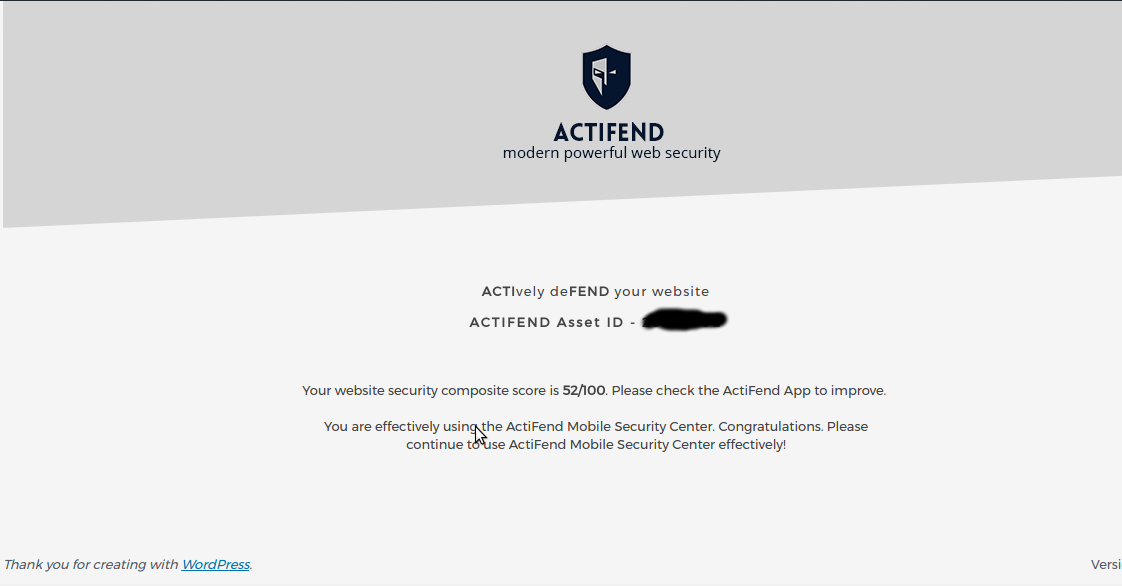 ACTIFEND
modern powerful web security
ACTIvely deFEND your website
ACTIFEND Asset ID -
Your website security composite score is 52/100. Please check the ActiFend App to improve.
You are effectively using the ActiFend Mobile Security Center. Congratulations. Please
continue to use ActiFend Mobile Security Center effectively!
Thank you for creating with WordPress.